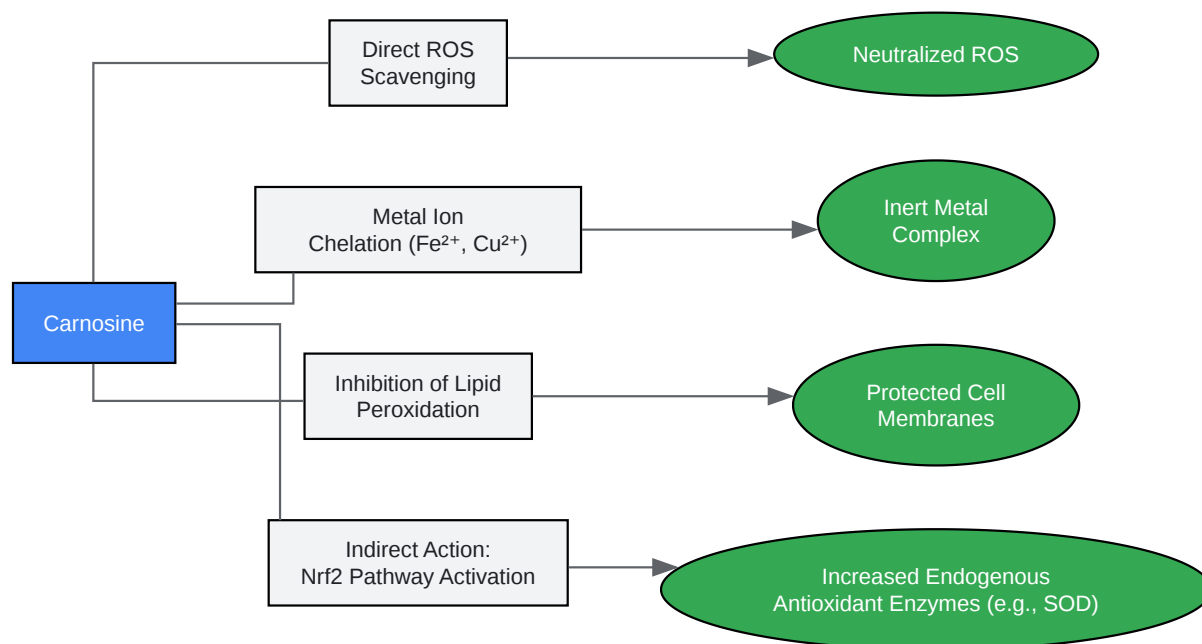 Direct ROS
Scavenging
Neutralized ROS
Metal Ion
Chelation (Fe²⁺, Cu²⁺)
Inert Metal
Complex
Carnosine
Inhibition of Lipid
Peroxidation
Protected Cell
Membranes
Indirect Action:
Nrf2 Pathway Activation
Increased Endogenous
Antioxidant Enzymes (e.g., SOD)